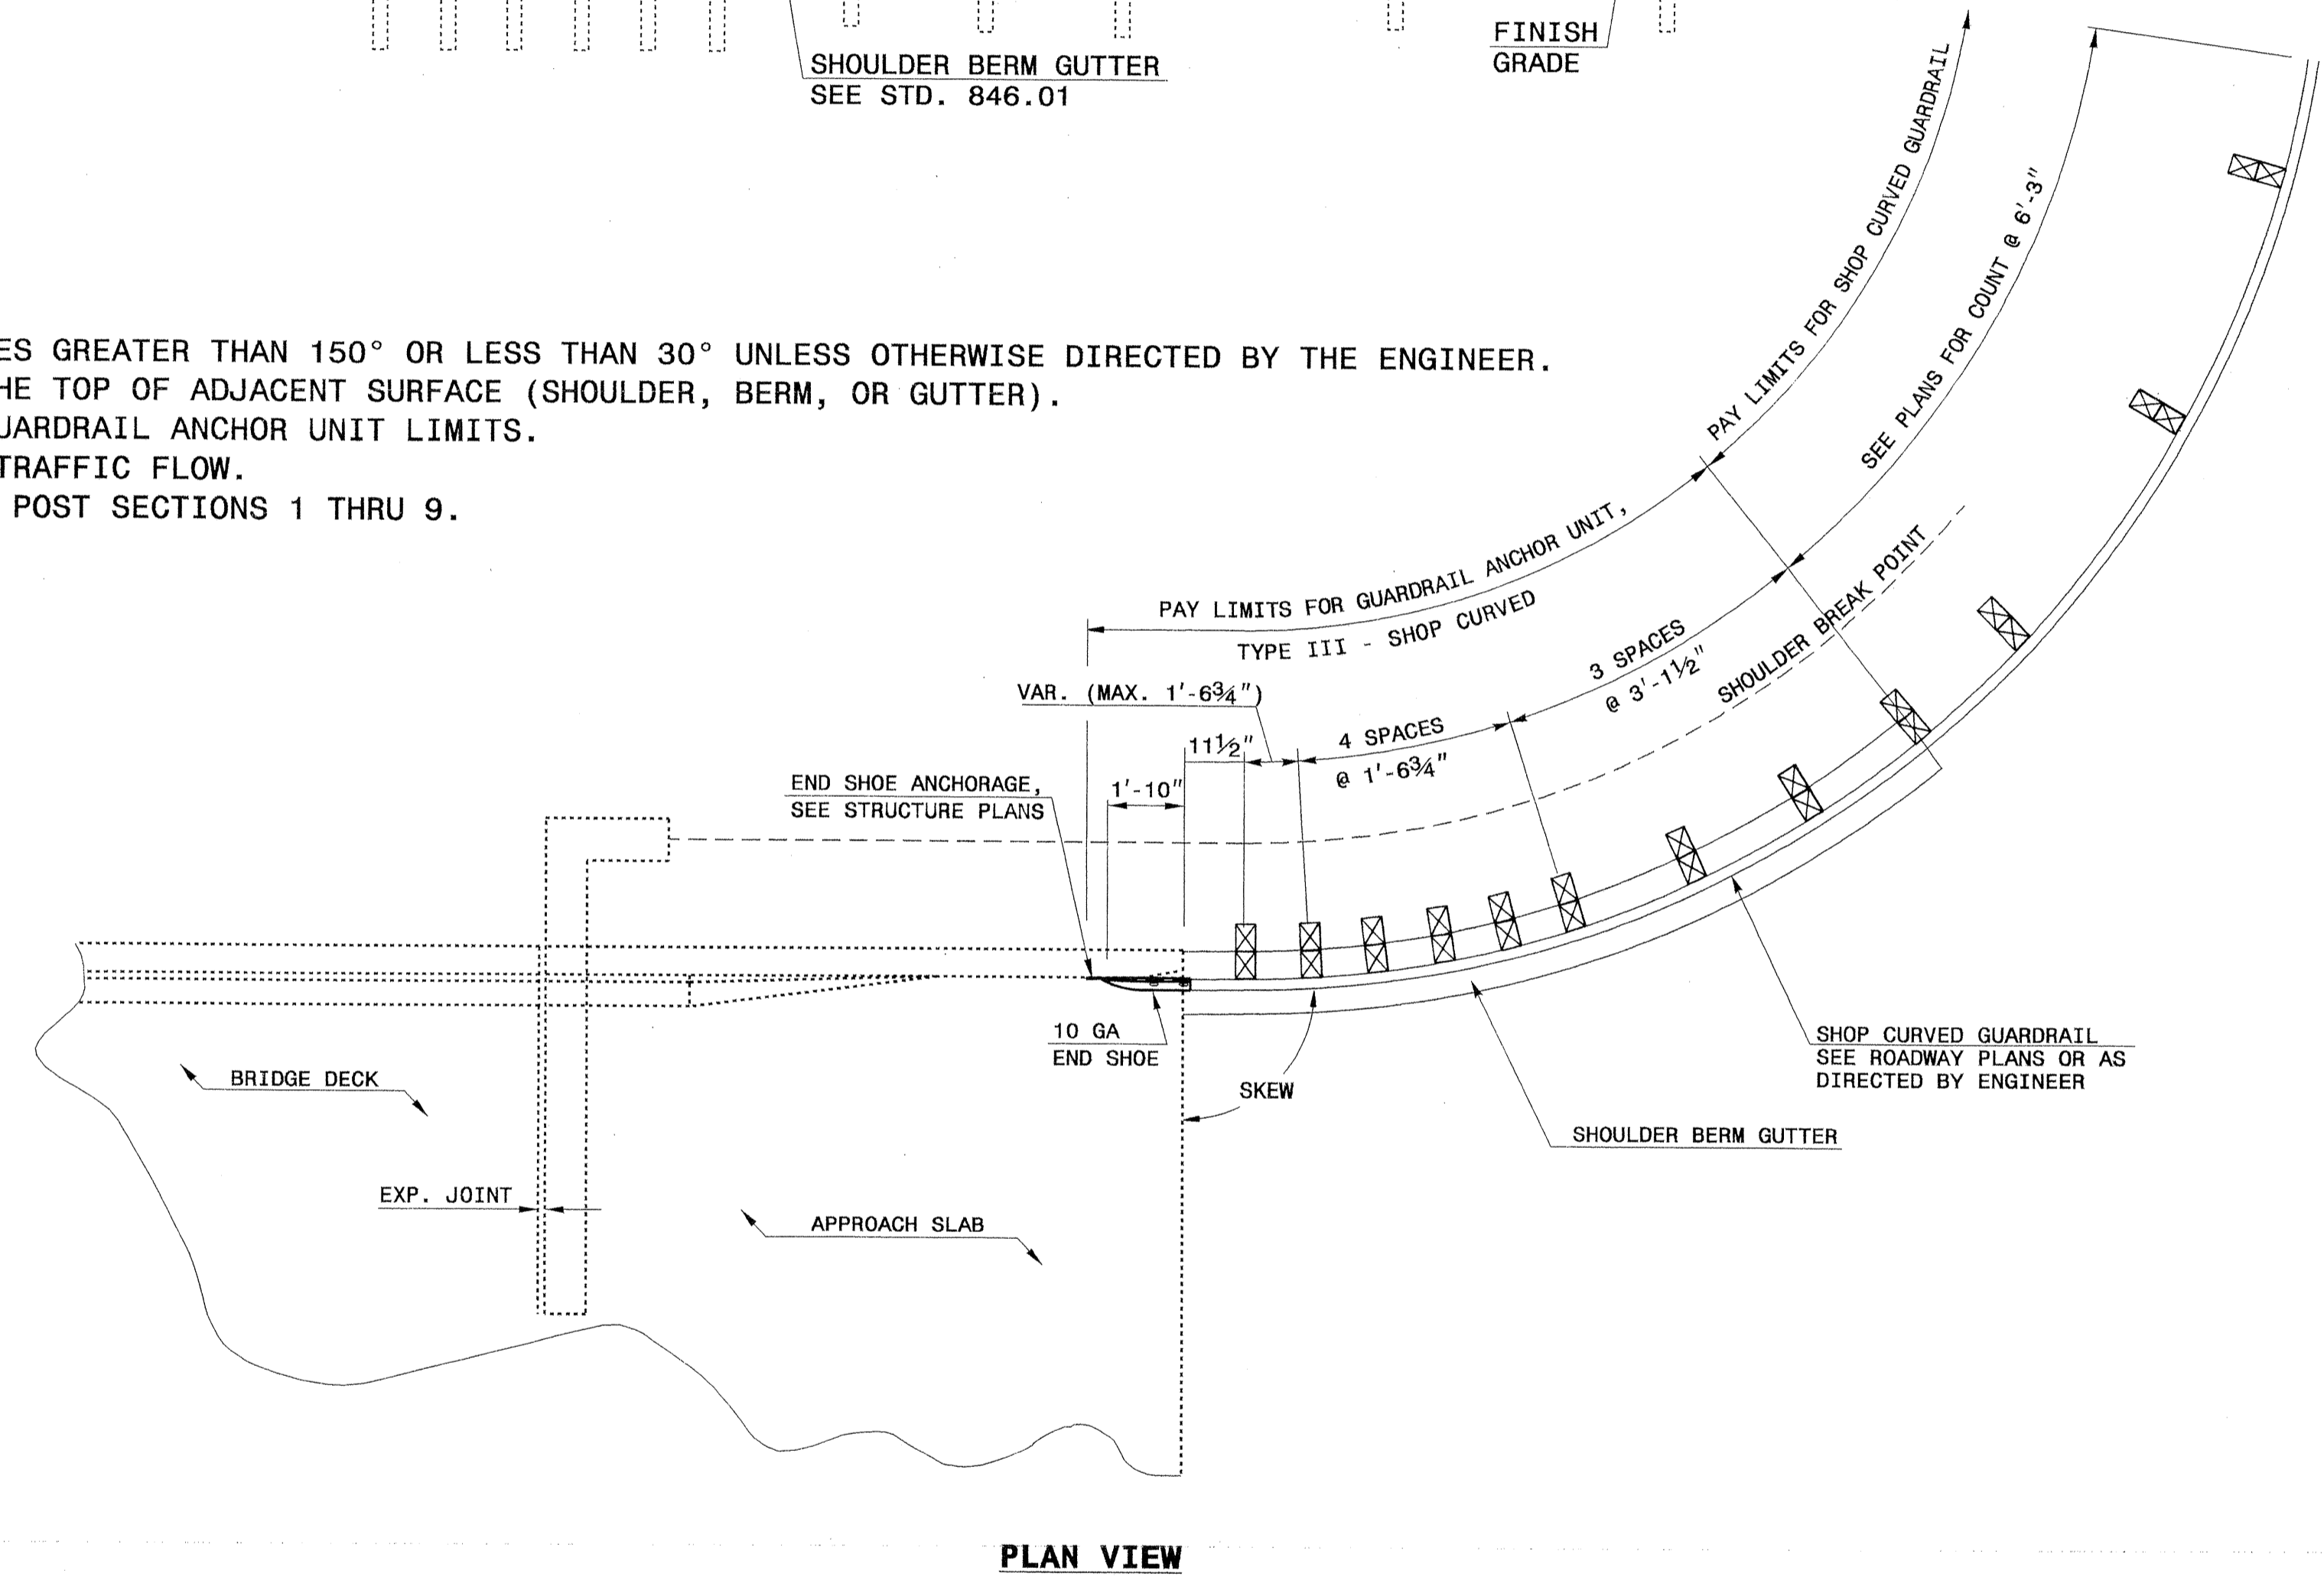 SHOULDER BERM GUTTER
SEE STD. 846.01
FINISH
GRADE
ES GREATER THAN 150° OR LESS THAN 30° UNLESS OTHERWISE DIRECTED BY THE ENGINEER.
HE TOP OF ADJACENT SURFACE (SHOULDER, BERM, OR GUTTER).
UARDRAIL ANCHOR UNIT LIMITS.
TRAFFIC FLOW.
POST SECTIONS 1 THRU 9.
PAY LIMITS FOR SHOP CURVED GUARDRAIL
SEE PLANS FOR COUNT @ 6'-3"
PAY LIMITS FOR GUARDRAIL ANCHOR UNIT,
TYPE III - SHOP CURVED
SHOULDER BREAK POINT
3 SPACES
@ 3'-1½"
VAR. (MAX. 1'-6¾")
4 SPACES
@ 1'-6¾"
11½"
1'-10"
END SHOE ANCHORAGE,
SEE STRUCTURE PLANS
10 GA
END SHOE
SKEW
SHOP CURVED GUARDRAIL
SEE ROADWAY PLANS OR AS
DIRECTED BY ENGINEER
SHOULDER BERM GUTTER
BRIDGE DECK
EXP. JOINT
APPROACH SLAB
PLAN VIEW